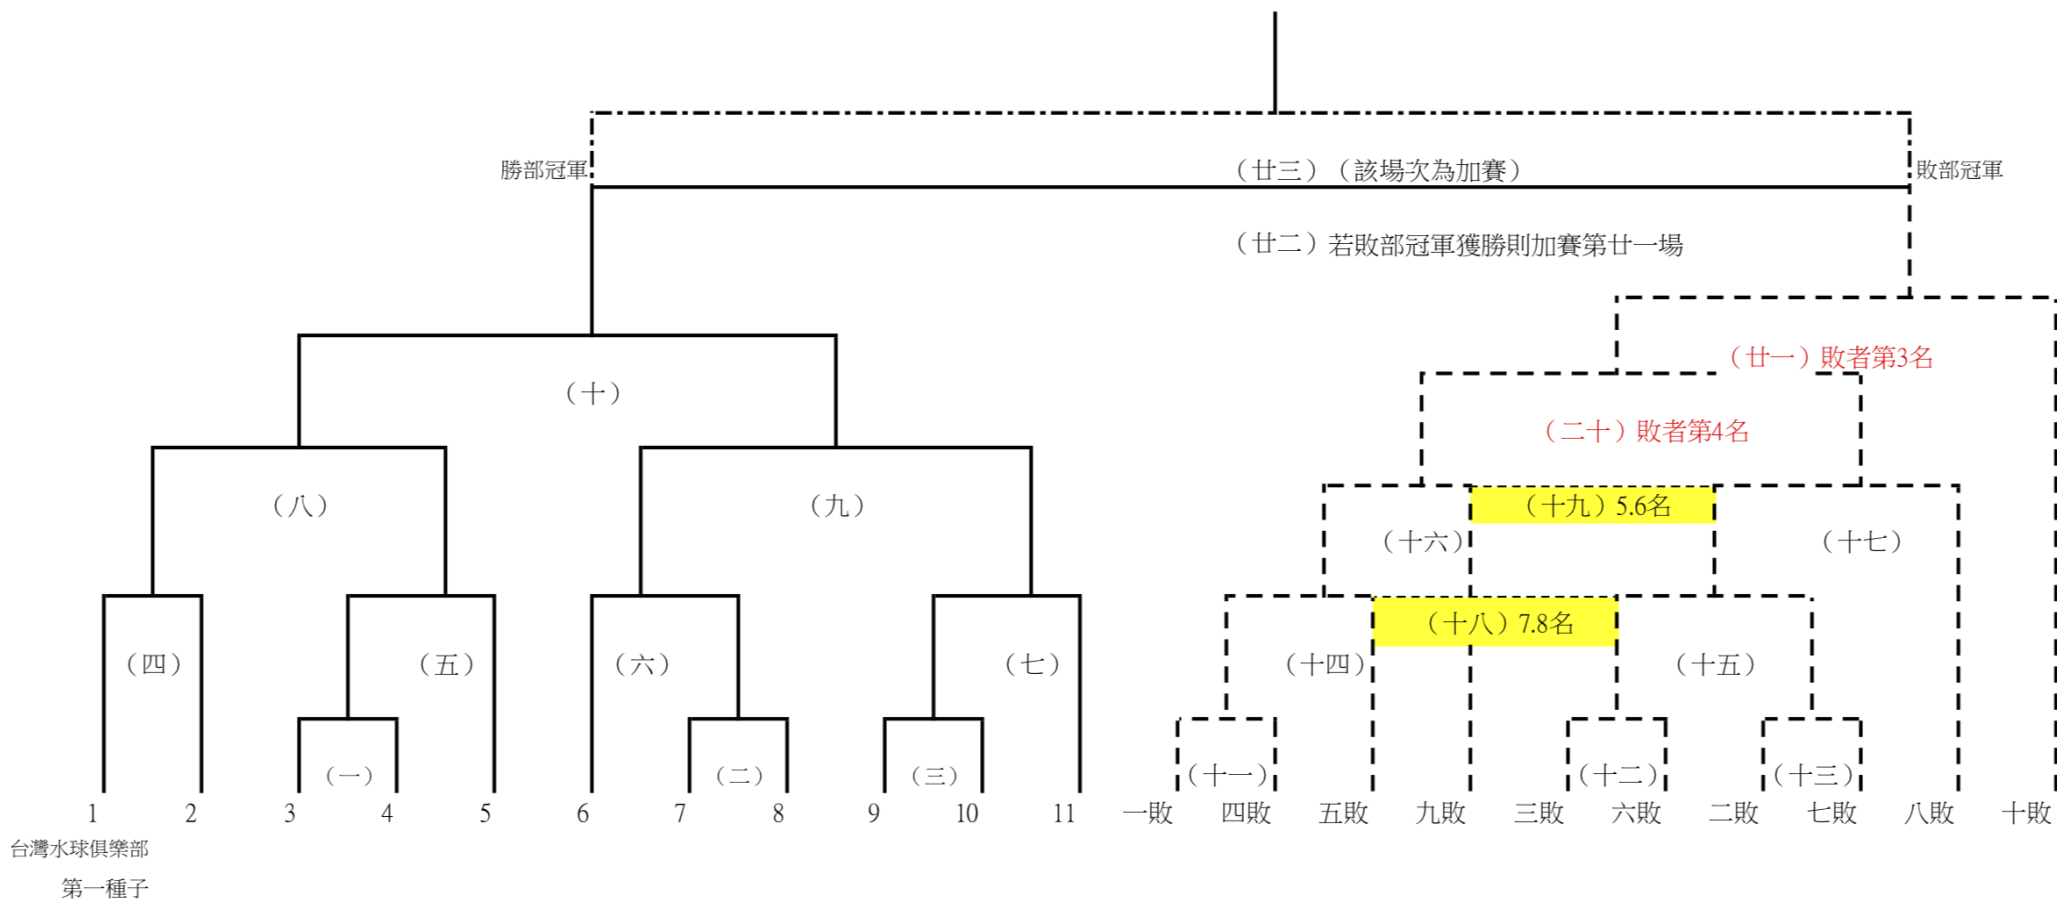 勝部冠軍
（廿三）（該場次為加賽）
敗部冠軍
（廿二）若敗部冠軍獲勝則加賽第廿一場
（廿一）敗者第3名
（十）
（二十）敗者第4名
（八）
（九）
（十九）5.6名
（十六）
（十七）
（十八）7.8名
（四）
（五）
（六）
（七）
（十四）
（十五）
（一）
（二）
（三）
（十一）
（十二）
（十三）
1 2 3 4 5 6 7 8 9 10 11 一敗 四敗 五敗 九敗 三敗 六敗 二敗 七敗 八敗 十敗
台灣水球俱樂部
第一種子